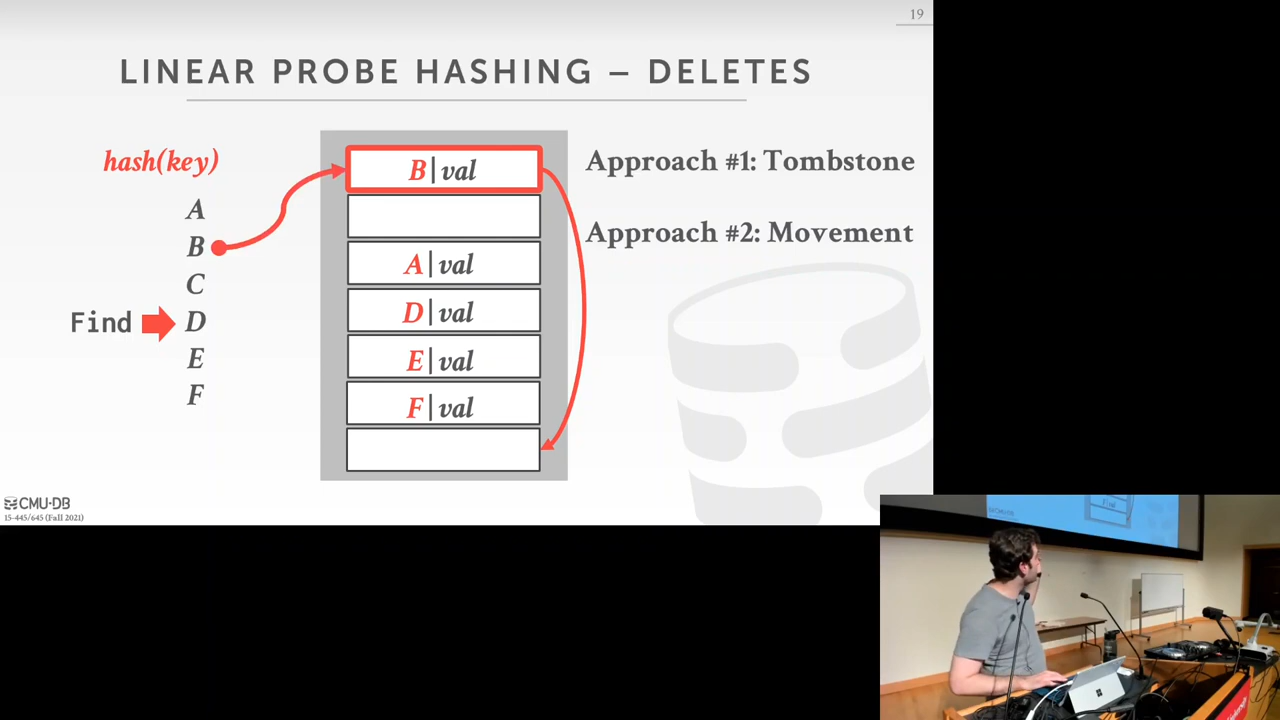 19
LINEAR PROBE HASHING – DELETES
hash(key)
A
B
C
Find D
E
F
B|val
A|val
D|val
E|val
F|val
Approach #1: Tombstone
Approach #2: Movement
CMU·DB
15-445/645 (Fall 2021)